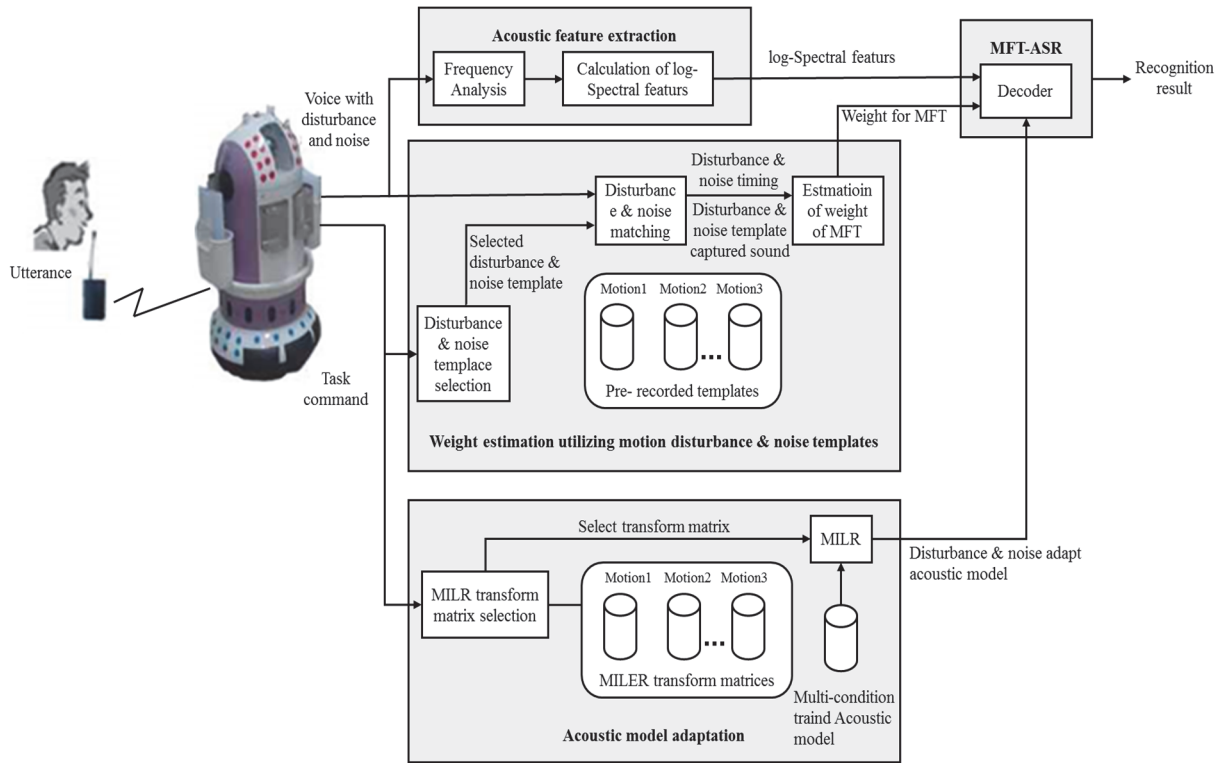 Acoustic feature extraction
Frequency
Analysis
Calculation of log-
Spectral featurs
log-Spectral featurs
MFT-ASR
Decoder
Recognition
result
Voice with
disturbance
and noise
Weight for MFT
Utterance
Disturbanc
e & noise
matching
Disturbance &
noise timing
Disturbance &
noise template
captured sound
Estmatioin
of weight
of MFT
Selected
disturbance &
noise template
Disturbance
& noise
templace
selection
Motion1 Motion2 Motion3
...
Pre- recorded templates
Task
command
Weight estimation utilizing motion disturbance & noise templates
Select transform matrix
MILR
Disturbance & noise adapt
acoustic model
MILR transform
matrix selection
Motion1 Motion2 Motion3
...
MILER transform matrices
Multi-condition
traind Acoustic
model
Acoustic model adaptation